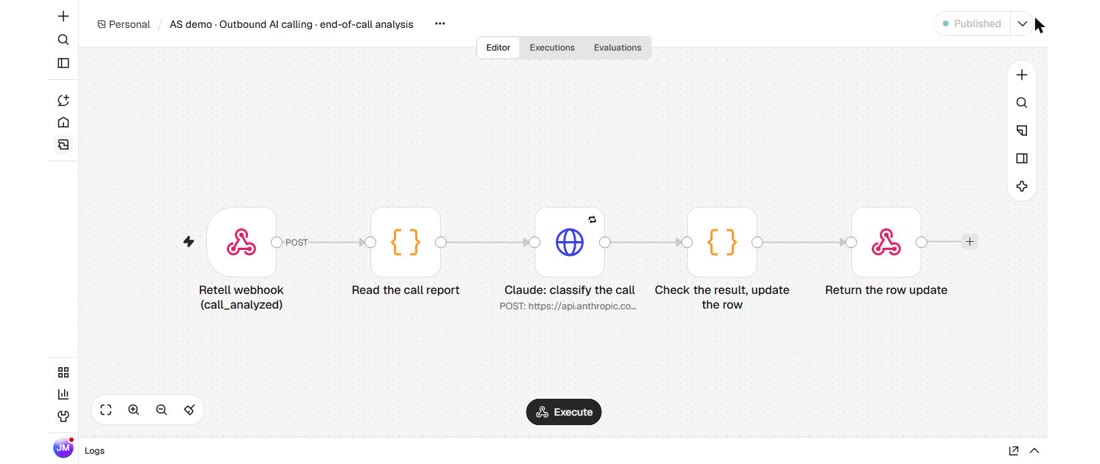 Personal / AS demo · Outbound AI calling · end-of-call analysis ...
Published
Editor Executions Evaluations
POST
Retell webhook
(call_analyzed)
Read the call report
Claude: classify the call
POST: https://api.anthropic.co...
Check the result, update
the row
Return the row update
Execute
JM
Logs